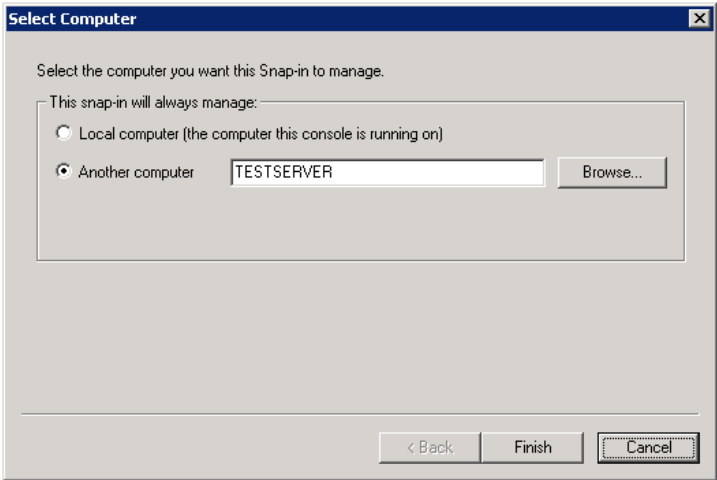 Select Computer
Select the computer you want this Snap-in to manage.
This snap-in will always manage:
Local computer (the computer this console is running on)
Another computer TESTSERVER Browse...
< Back Finish Cancel